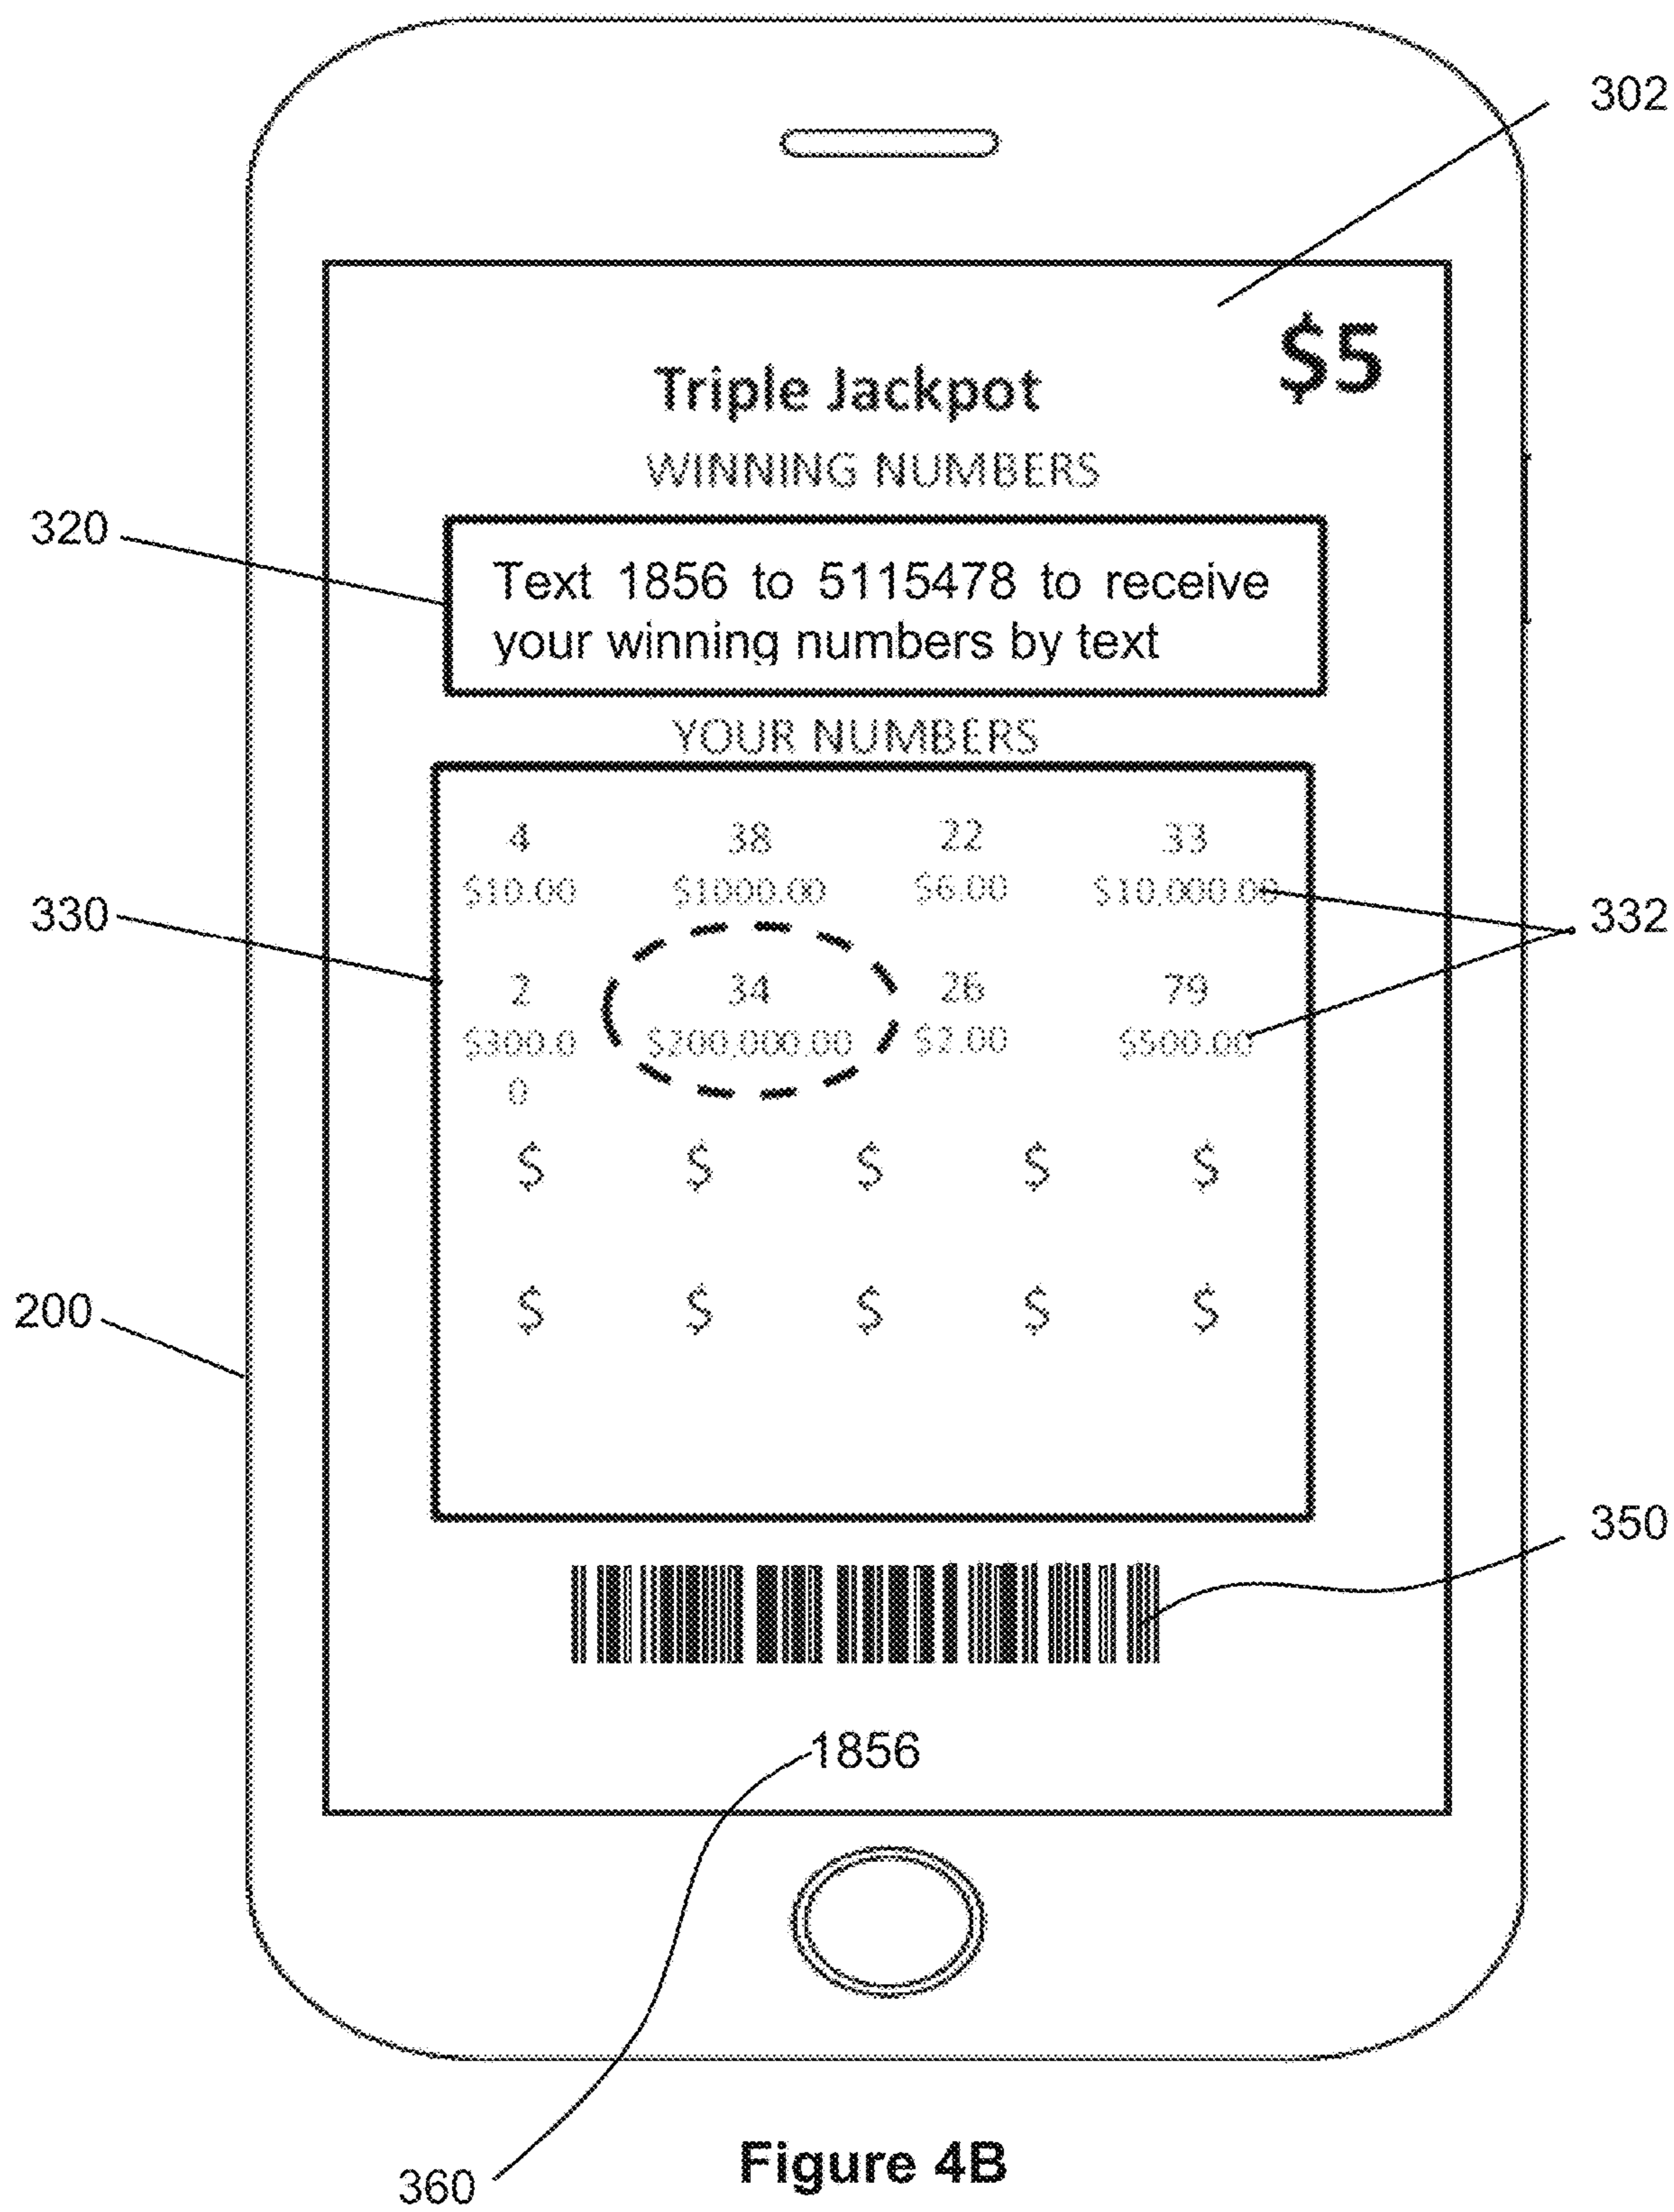 302
$5
Triple Jackpot
WINNING NUMBERS
320
Text 1856 to 5115478 to receive
your winning numbers by text
YOUR NUMBERS
4 38 22 33
$10.00 $1000.00 $6.00 $10,000.00
330
332
2 34 26 79
$300.0 $200,000.00 $2.00 $500.00
0
$ $ $ $ $
200
$ $ $ $ $
350
1856
360
Figure 4B